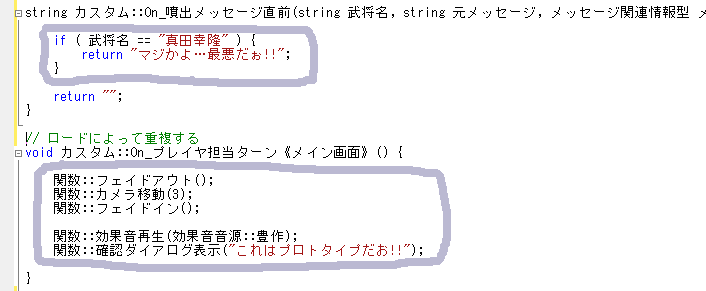 string カスタム::On_噴出メッセージ直前(string 武将名, string 元メッセージ, メッセージ関連情報型 メ
if ( 武将名 == "真田幸隆" ) {
return "マジかよ…最悪だぉ!!";
}
return "";
}
// ロードによって重複する
void カスタム::On_プレイヤ担当ターン《メイン画面》() {
関数::フェイドアウト();
関数::カメラ移動(3);
関数::フェイドイン();
関数::効果音再生(効果音音源::豊作);
関数::確認ダイアログ表示("これはプロトタイプだお!!");
}